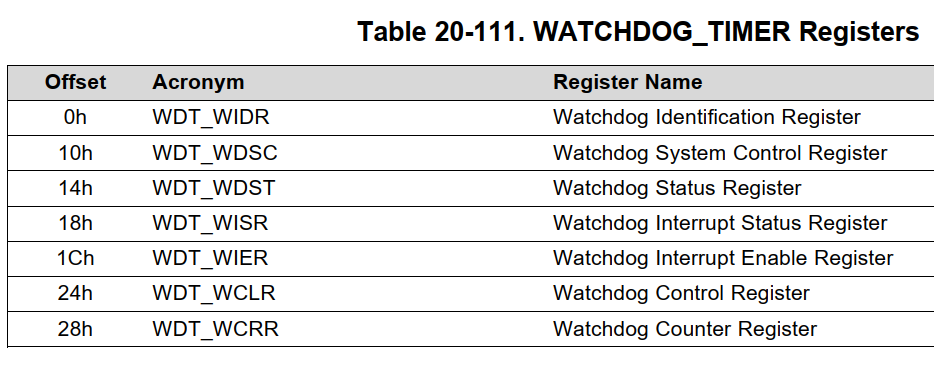 Table 20-111. WATCHDOG_TIMER Registers
Offset Acronym Register Name
0h WDT_WIDR Watchdog Identification Register
10h WDT_WDSC Watchdog System Control Register
14h WDT_WDST Watchdog Status Register
18h WDT_WISR Watchdog Interrupt Status Register
1Ch WDT_WIER Watchdog Interrupt Enable Register
24h WDT_WCLR Watchdog Control Register
28h WDT_WCRR Watchdog Counter Register